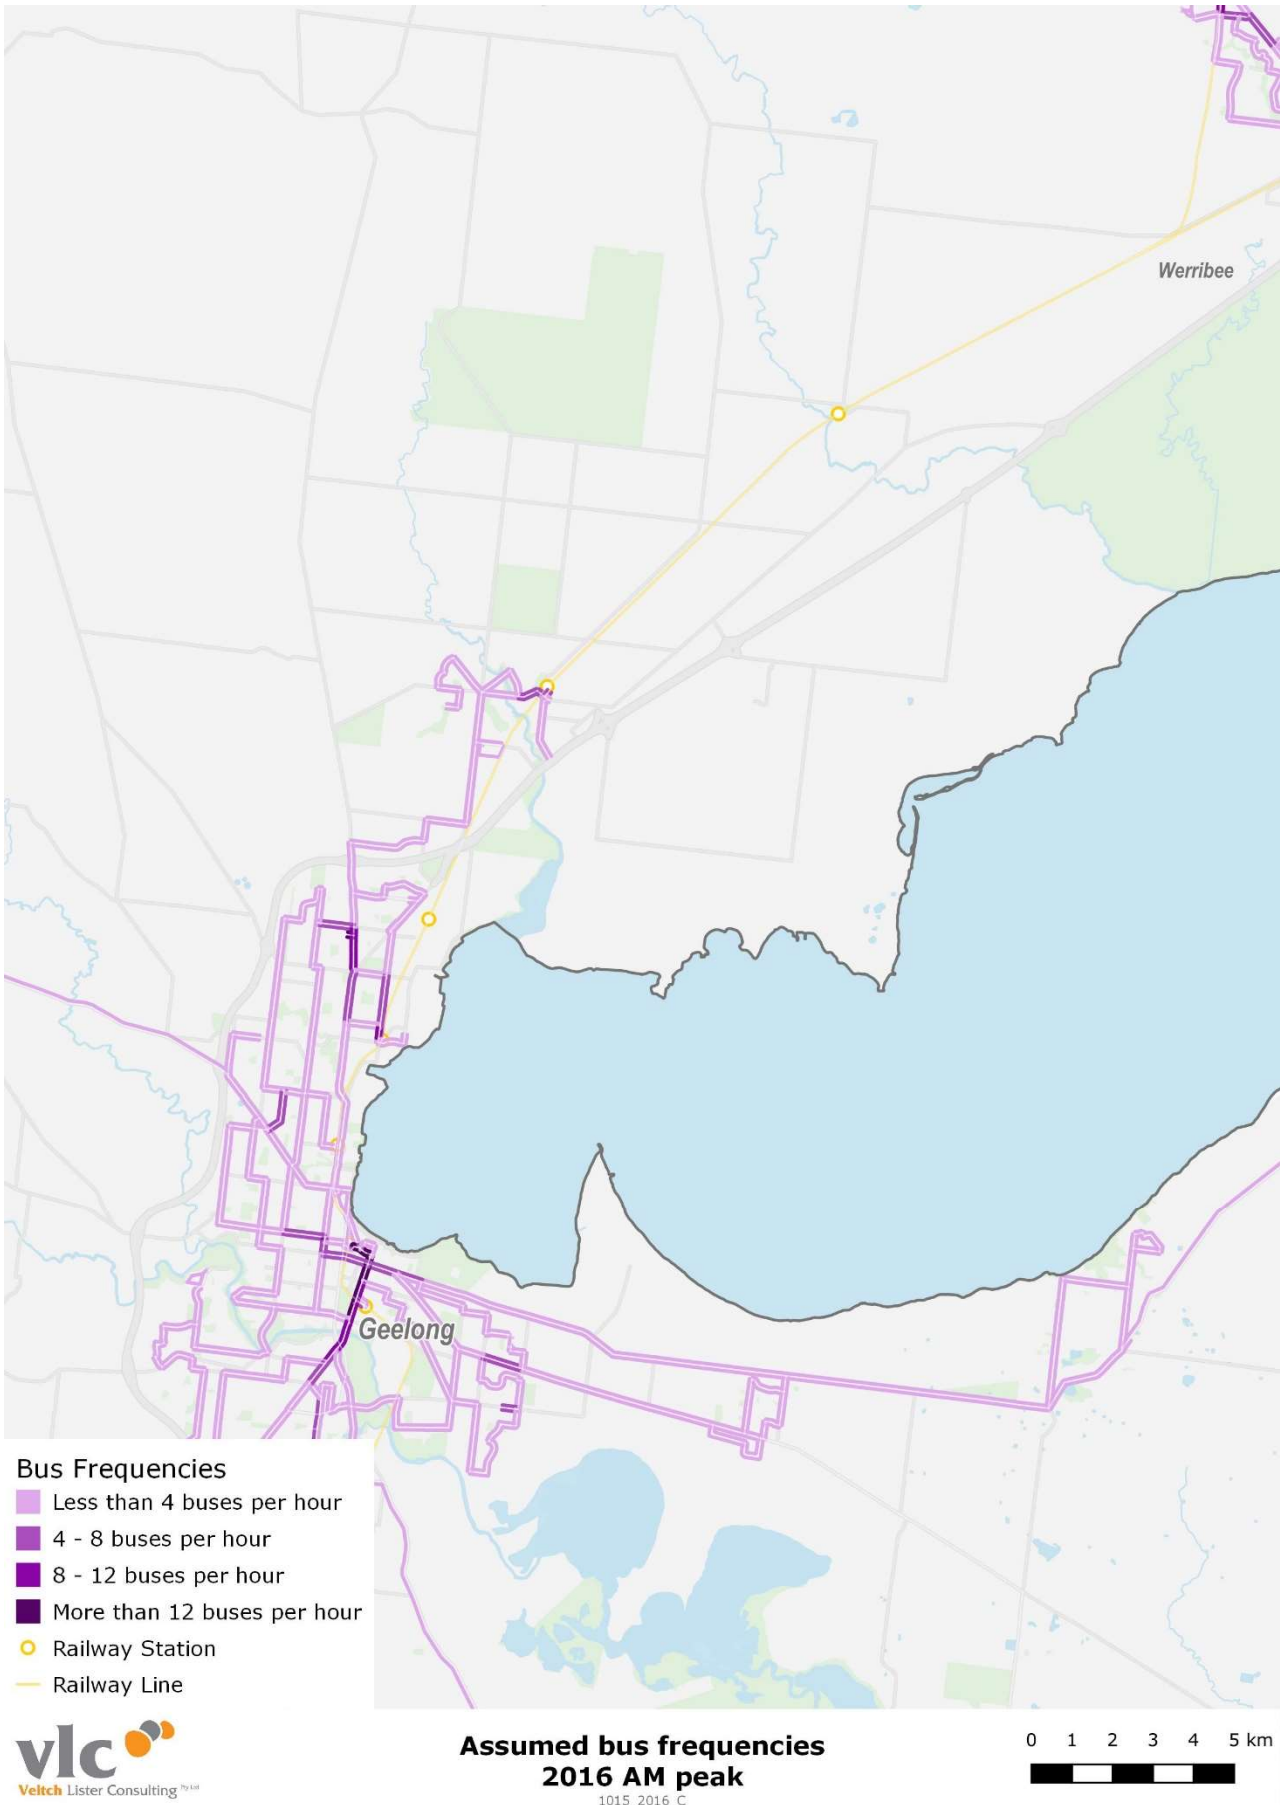 Werribee
Geelong
Bus Frequencies
Less than 4 buses per hour
4 - 8 buses per hour
8 - 12 buses per hour
More than 12 buses per hour
Railway Station
Railway Line
vlc
Veitch Lister Consulting Pty Ltd
Assumed bus frequencies
2016 AM peak
1015_2016_C
0 1 2 3 4 5 km